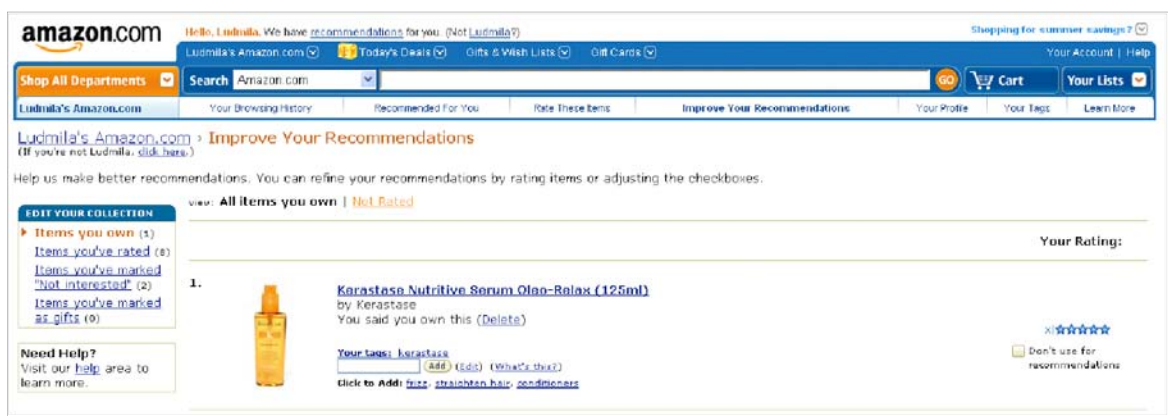 amazon.com
Hello, Ludmila. We have recommendations for you. (Not Ludmila?)
Shopping for summer savings?
Ludmila's Amazon.com Today's Deals Gifts & Wish Lists Gift Cards
Your Account | Help
Shop All Departments Search Amazon.com GO Cart Your Lists
Ludmila's Amazon.com Your Browsing History Recommended For You Rate These Items Improve Your Recommendations Your Profile Your Tags Learn More
Ludmila's Amazon.com › Improve Your Recommendations
(If you're not Ludmila, click here.)
Help us make better recommendations. You can refine your recommendations by rating items or adjusting the checkboxes.
EDIT YOUR COLLECTION
Items you own (1)
Items you've rated (8)
Items you've marked
"Not interested" (2)
Items you've marked
as gifts (0)
Need Help?
Visit our help area to
learn more.
view: All items you own | Not Rated
Your Rating:
1.
Kerastase Nutritive Serum Oleo-Relax (125ml)
by Kerastase
You said you own this (Delete)
Your tags: kerastase
Add (Edit) (What's this?)
Click to Add: frizz, straighten hair, conditioners
Don't use for
recommendations